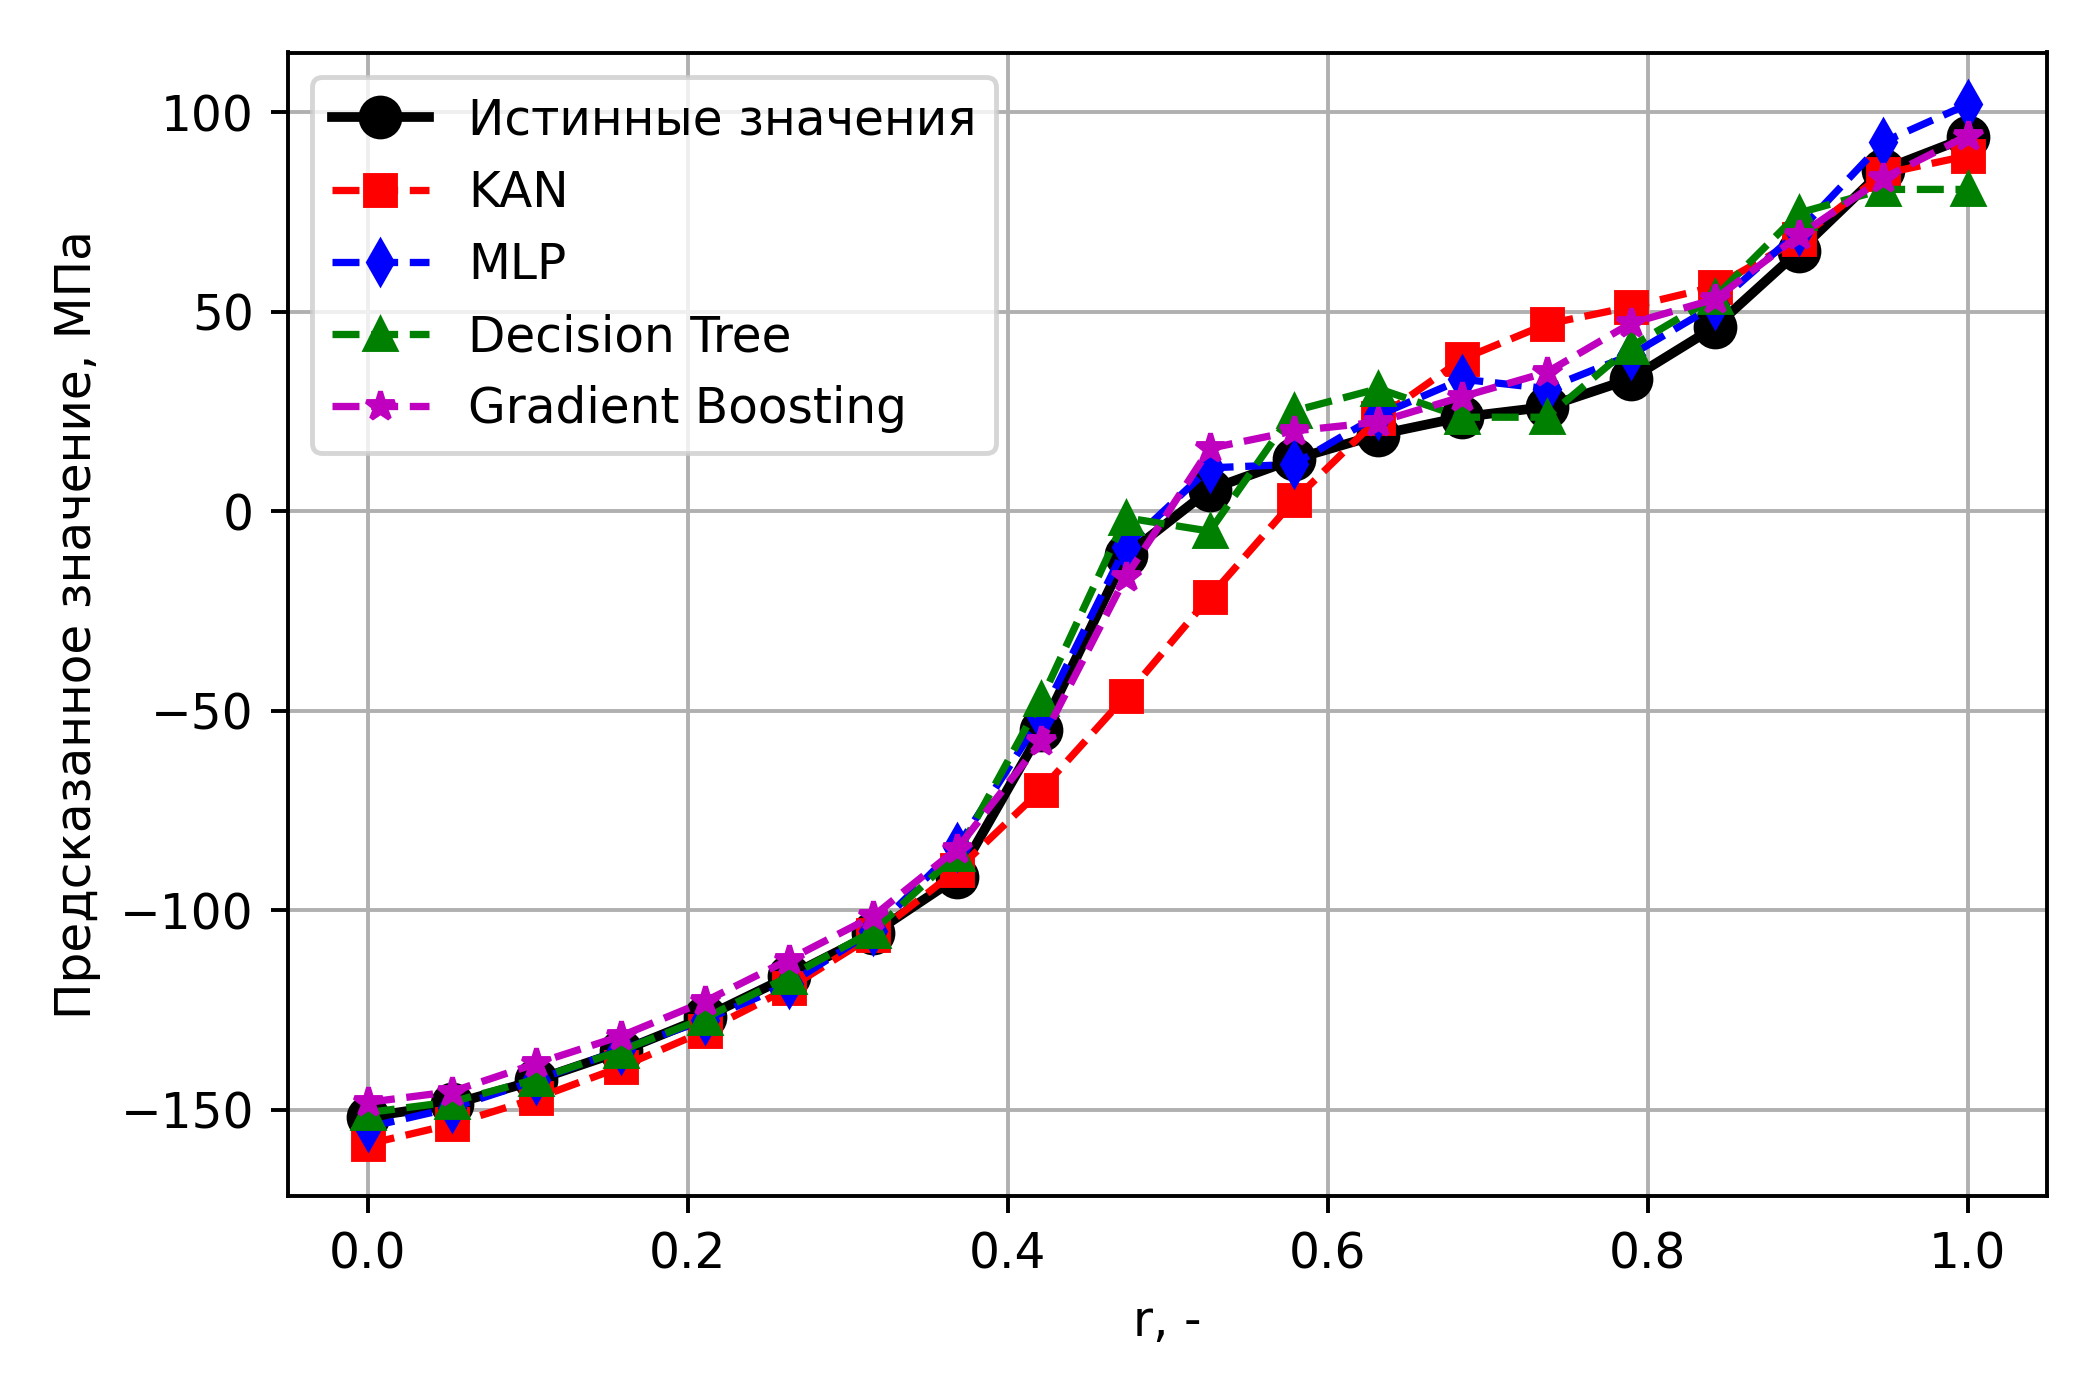 Истинные значения
KAN
MLP
Decision Tree
Gradient Boosting
Предсказанное значение, МПа
100
50
0
−50
−100
−150
0.0 0.2 0.4 0.6 0.8 1.0
r, -